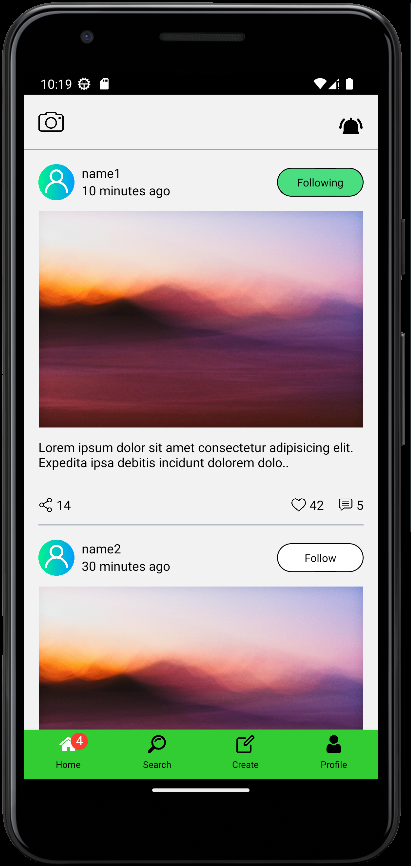 10:19
name1
10 minutes ago
Following
Lorem ipsum dolor sit amet consectetur adipisicing elit.
Expedita ipsa debitis incidunt dolorem dolo..
14
42
5
name2
30 minutes ago
Follow
4
Home
Search
Create
Profile